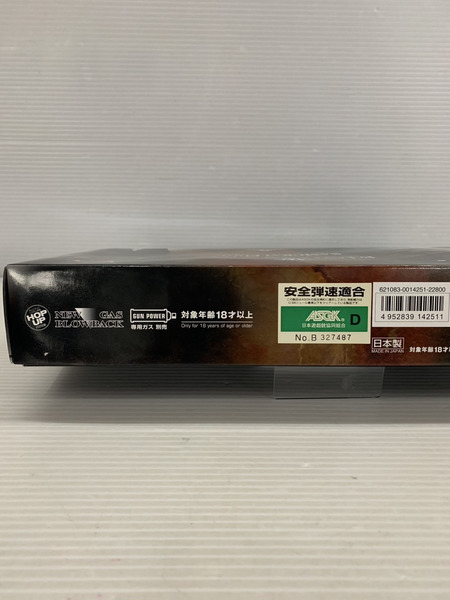 HOP UP
NEW GAS
BLOWBACK
GUN POWER
専用ガス 別売
対象年齢18才以上
Only for 18 years of age or older
安全弾速適合
ASGK
D
日本遊戯銃協同組合
No.B 327487
621083-0014251-22800
4 952839 142511
日本製
MADE IN JAPAN
対象年齢18才